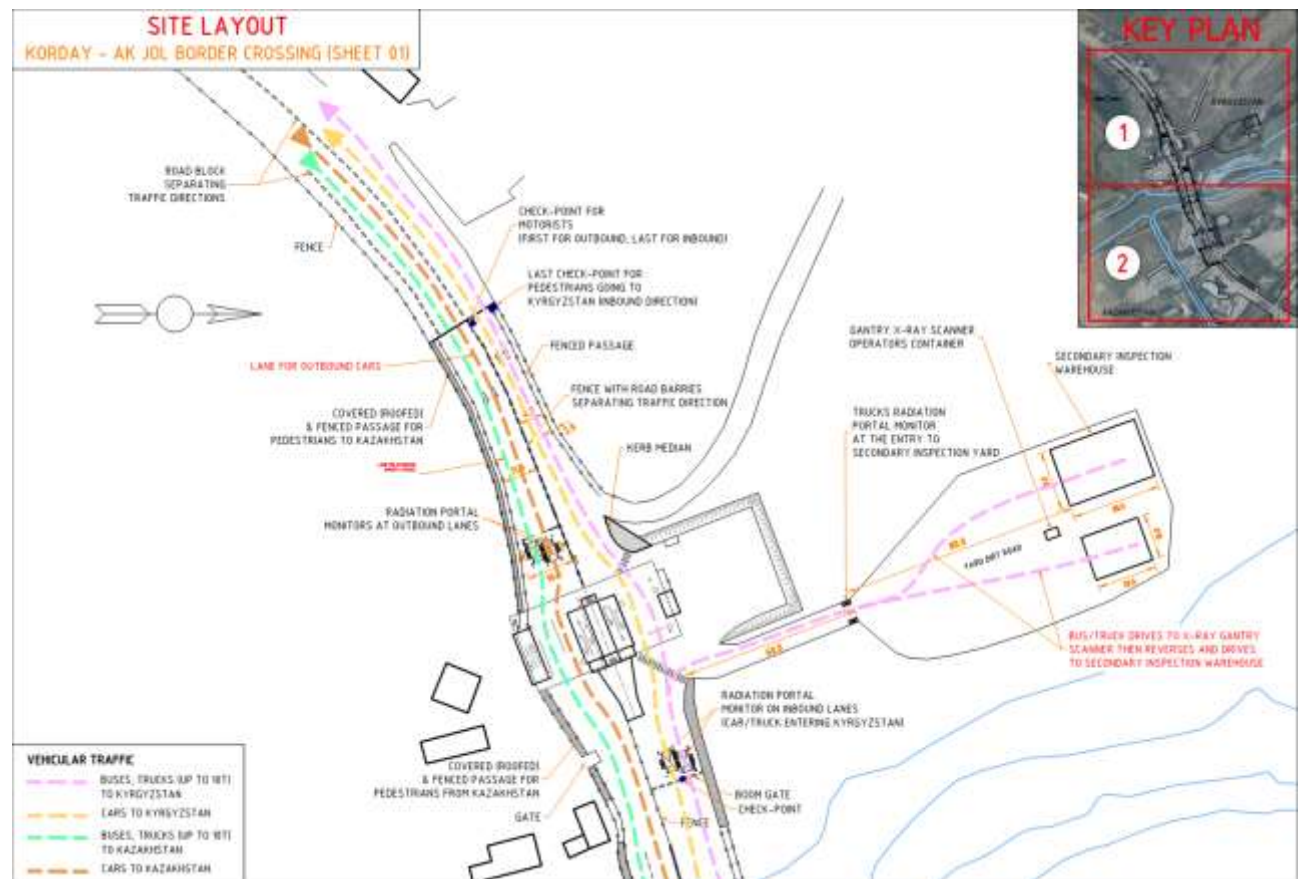 SITE LAYOUT
KORDAY - AK JOL BORDER CROSSING (SHEET 01)
KEY PLAN
1
2
ROAD BLOCK
SEPARATING
TRAFFIC DIRECTIONS
FENCE
CHECK-POINT FOR
MOTORISTS
(FIRST FOR OUTBOUND; LAST FOR INBOUND)
LAST CHECK-POINT FOR
PEDESTRIANS GOING TO
KYRGYZSTAN (INBOUND DIRECTION)
LANE FOR OUTBOUND CARS
FENCED PASSAGE
COVERED (ROOFED)
& FENCED PASSAGE FOR
PEDESTRIANS TO KAZAKHSTAN
FENCE WITH ROAD BARRIES
SEPARATING TRAFFIC DIRECTION
KERB MEDIAN
GANTRY X-RAY SCANNER
OPERATORS CONTAINER
SECONDARY INSPECTION
WAREHOUSE
TRUCKS RADIATION
PORTAL MONITOR
AT THE ENTRY TO
SECONDARY INSPECTION YARD
RADIATION PORTAL
MONITORS AT OUTBOUND LANES
YARD DIRT ROAD
BUS/TRUCK DRIVES TO X-RAY GANTRY
SCANNER THEN REVERSES AND DRIVES
TO SECONDARY INSPECTION WAREHOUSE
RADIATION PORTAL
MONITOR ON INBOUND LANES
(CAR/TRUCK ENTERING KYRGYZSTAN)
COVERED (ROOFED)
& FENCED PASSAGE FOR
PEDESTRIANS FROM KAZAKHSTAN
GATE
BOOM GATE
CHECK-POINT
FENCE
VEHICULAR TRAFFIC
BUSES, TRUCKS (UP TO 10T)
TO KYRGYZSTAN
CARS TO KYRGYZSTAN
BUSES, TRUCKS (UP TO 10T)
TO KAZAKHSTAN
CARS TO KAZAKHSTAN